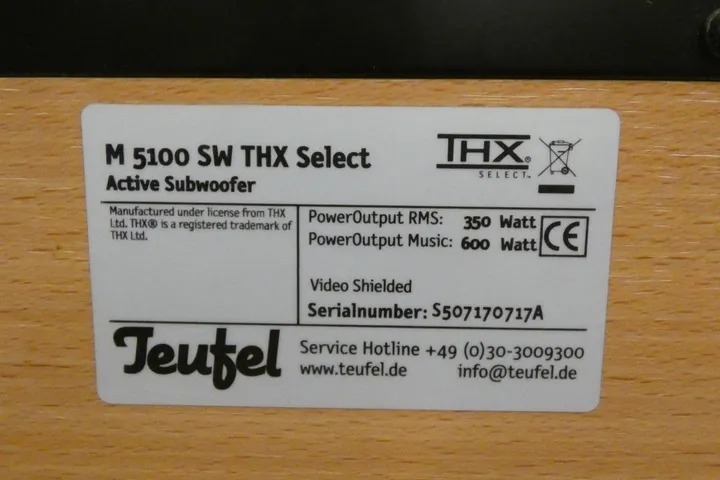 M 5100 SW THX Select
Active Subwoofer
THX®
SELECT™
Manufactured under license from THX
Ltd. THX® is a registered trademark of
THX Ltd.
PowerOutput RMS: 350 Watt
PowerOutput Music: 600 Watt
CE
Video Shielded
Serialnumber: S507170717A
Teufel
Service Hotline +49 (0)30-3009300
www.teufel.de info@teufel.de